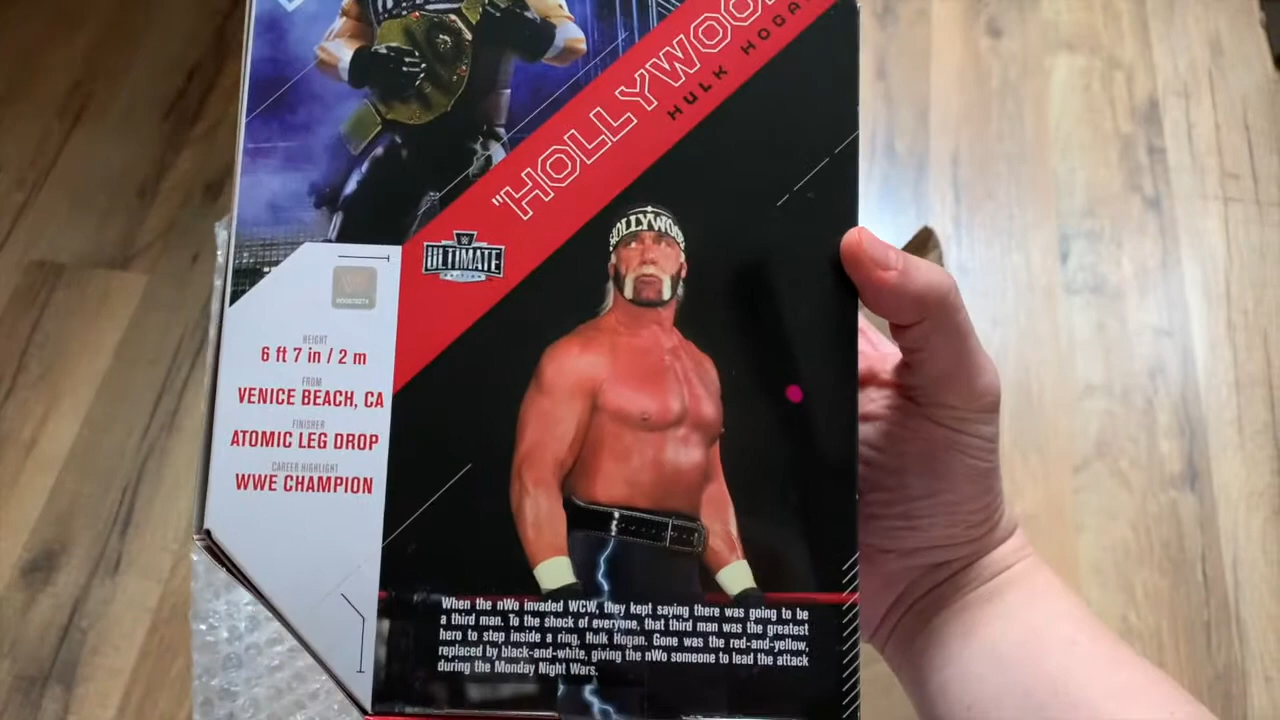 "HOLLYWOO
HULK HOGA
HOLLYWOO
W
ULTIMATE
EDITION
HEIGHT
6 ft 7 in / 2 m
FROM
VENICE BEACH, CA
FINISHER
ATOMIC LEG DROP
CAREER HIGHLIGHT
WWE CHAMPION
When the nWo invaded WCW, they kept saying there was going to be
a third man. To the shock of everyone, that third man was the greatest
hero to step inside a ring, Hulk Hogan. Gone was the red-and-yellow,
replaced by black-and-white, giving the nWo someone to lead the attack
during the Monday Night Wars.